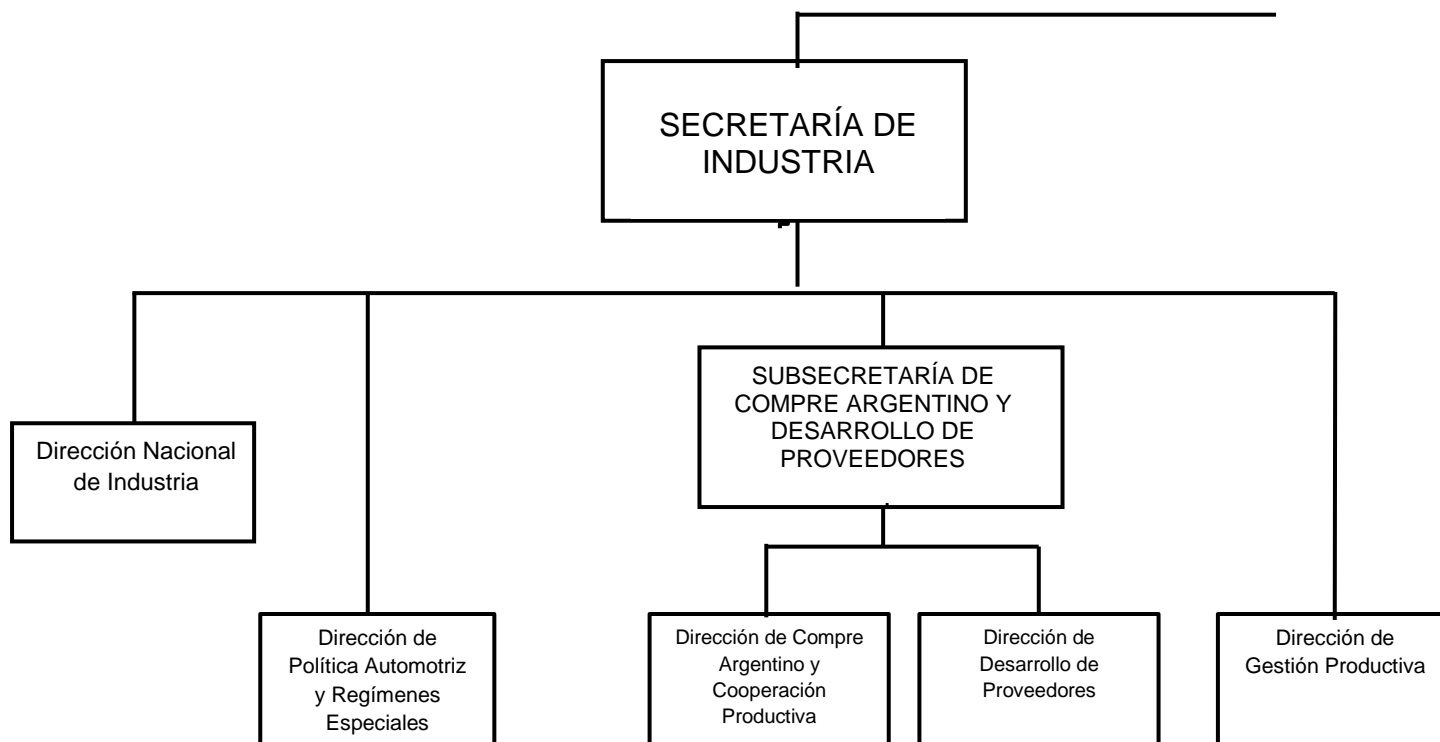 SECRETARÍA DE
INDUSTRIA
SUBSECRETARÍA DE
COMPRE ARGENTINO Y
DESARROLLO DE
PROVEEDORES
Dirección Nacional
de Industria
Dirección de
Política Automotriz
y Regímenes
Especiales
Dirección de Compre
Argentino y
Cooperación
Productiva
Dirección de
Desarrollo de
Proveedores
Dirección de
Gestión Productiva